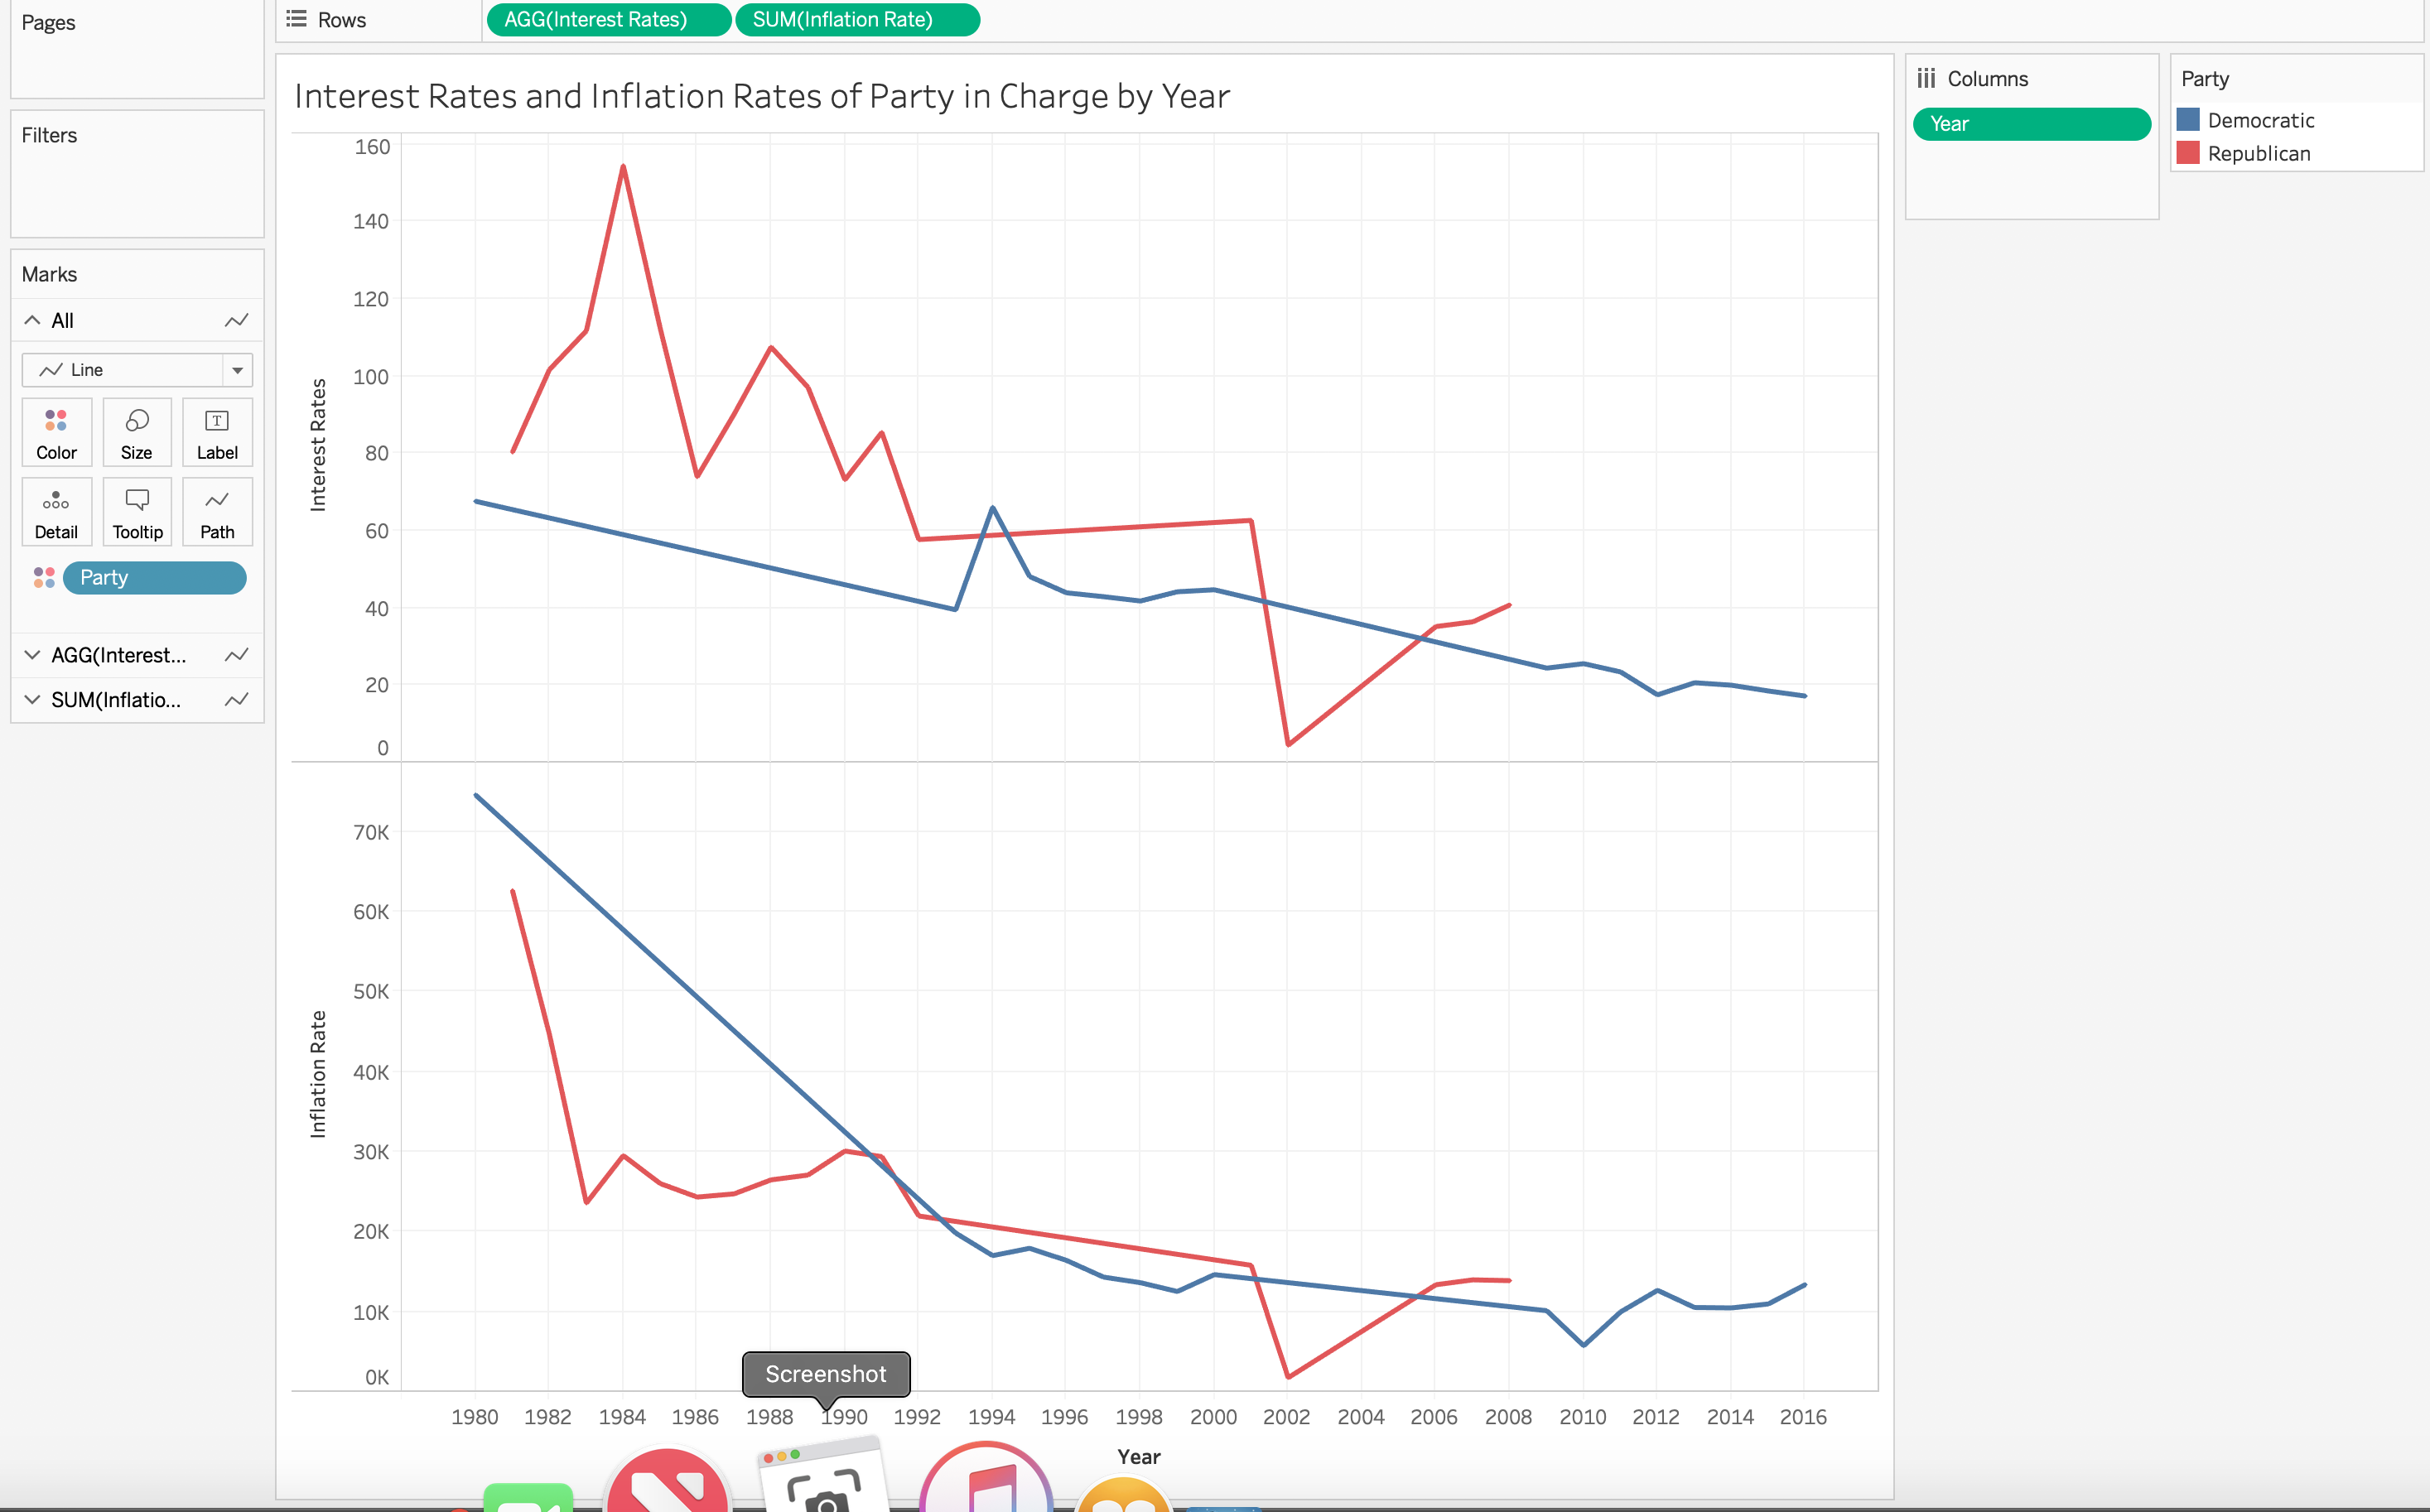 Pages
Rows
AGG(Interest Rates)
SUM(Inflation Rate)
Filters
Marks
All
Line
Color
Size
Label
Detail
Tooltip
Path
Party
AGG(Interest...
SUM(Inflatio...
Interest Rates and Inflation Rates of Party in Charge by Year
160
140
120
100
80
60
40
20
0
Interest Rates
70K
60K
50K
40K
30K
20K
10K
0K
Inflation Rate
Screenshot
1980 1982 1984 1986 1988 1990 1992 1994 1996 1998 2000 2002 2004 2006 2008 2010 2012 2014 2016
Year
Columns
Year
Party
Democratic
Republican